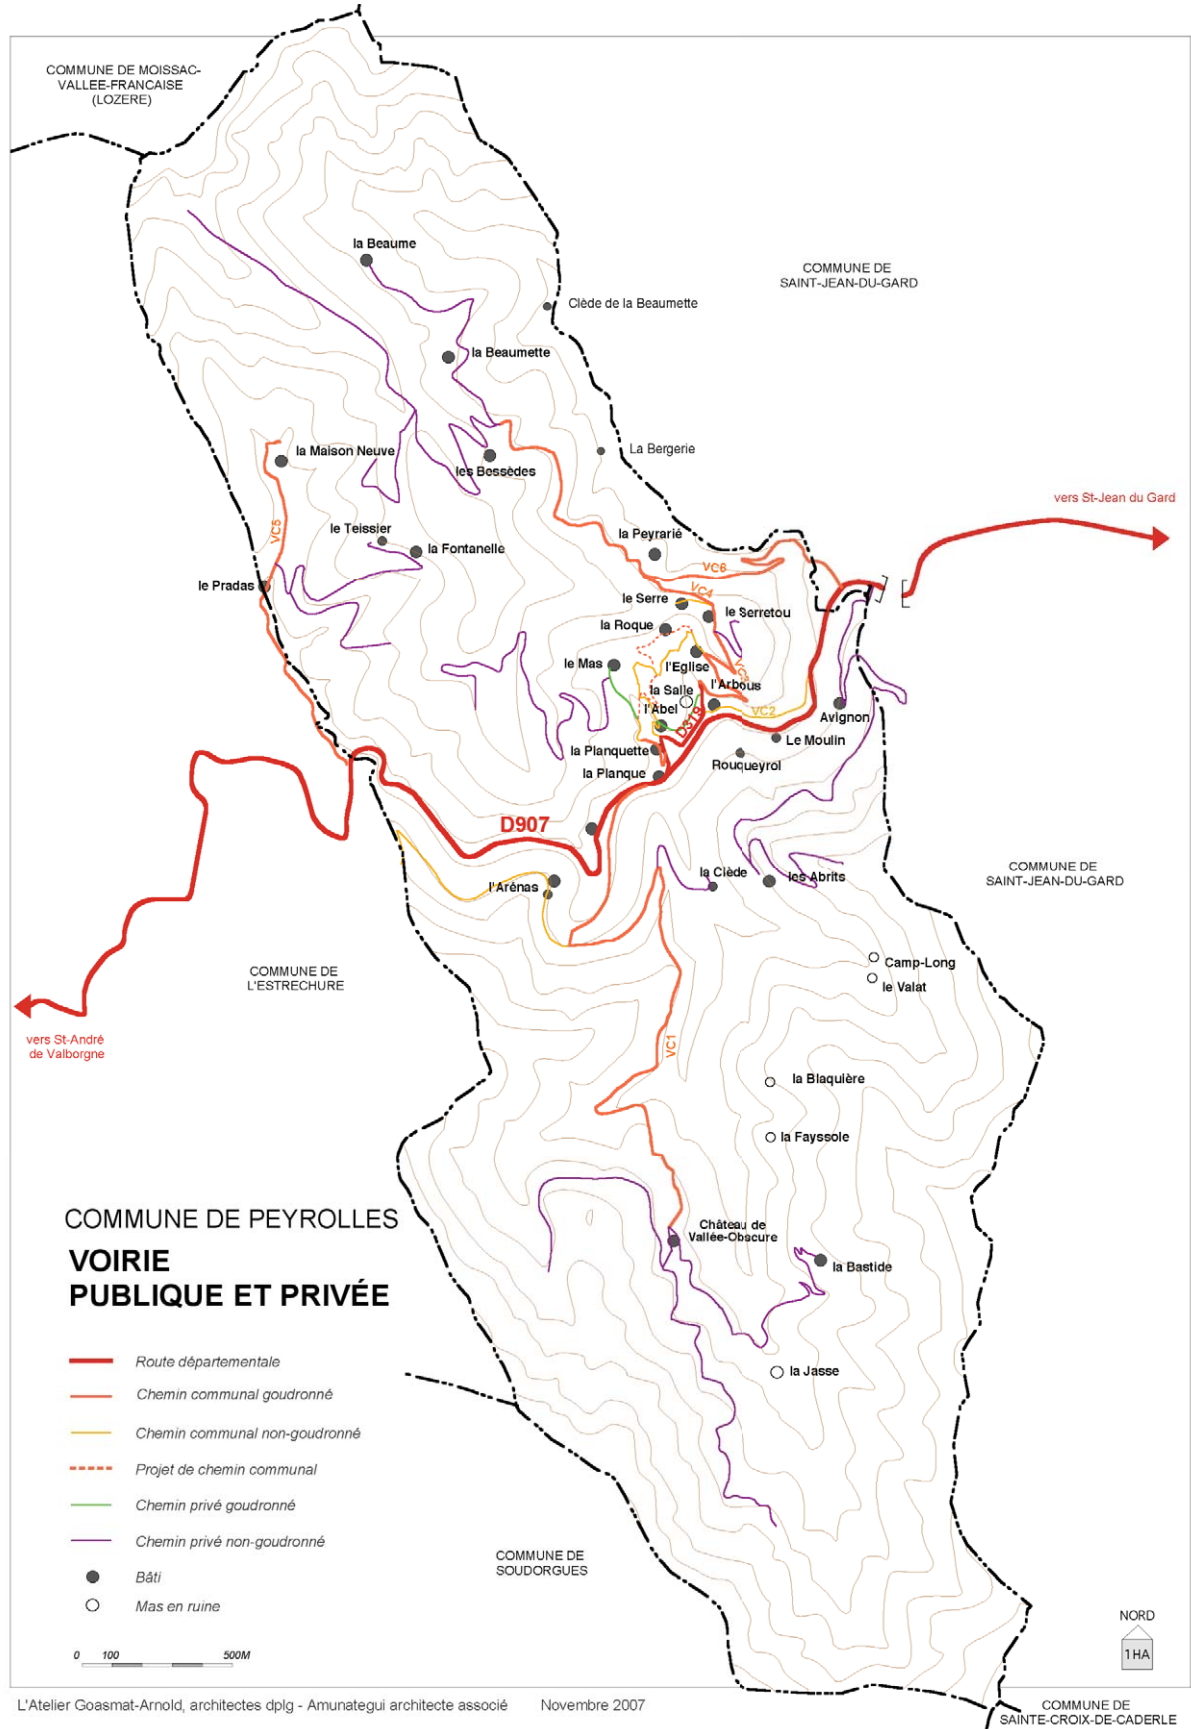 COMMUNE DE MOISSAC-
VALLEE-FRANCAISE
(LOZERE)
la Beaume
COMMUNE DE
SAINT-JEAN-DU-GARD
Clède de la Beaumette
la Beaumette
la Maison Neuve
les Bessèdes
La Bergerie
vers St-Jean du Gard
VC5
le Teissier
la Fontanelle
la Peyrarié
le Pradas
VC6
VC4
le Serre
le Serretou
la Roque
le Mas
l'Eglise
VC3
la Salle
l'Arbous
l'Abel
VC2
Avignon
D319
Le Moulin
la Planquette
Rouqueyrol
la Planque
D907
la Clède
les Abrits
l'Arénas
COMMUNE DE
SAINT-JEAN-DU-GARD
Camp-Long
le Valat
COMMUNE DE
L'ESTRECHURE
vers St-André
de Valborgne
VC1
la Blaquière
la Fayssole
COMMUNE DE PEYROLLES
VOIRIE
PUBLIQUE ET PRIVÉE
Château de
Vallée-Obscure
la Bastide
la Jasse
Route départementale
Chemin communal goudronné
Chemin communal non-goudronné
Projet de chemin communal
Chemin privé goudronné
Chemin privé non-goudronné
Bâti
Mas en ruine
COMMUNE DE
SOUDORGUES
0 100 500M
NORD
1HA
L'Atelier Goasmat-Arnold, architectes dplg - Amunategui architecte associé Novembre 2007
COMMUNE DE
SAINTE-CROIX-DE-CADERLE